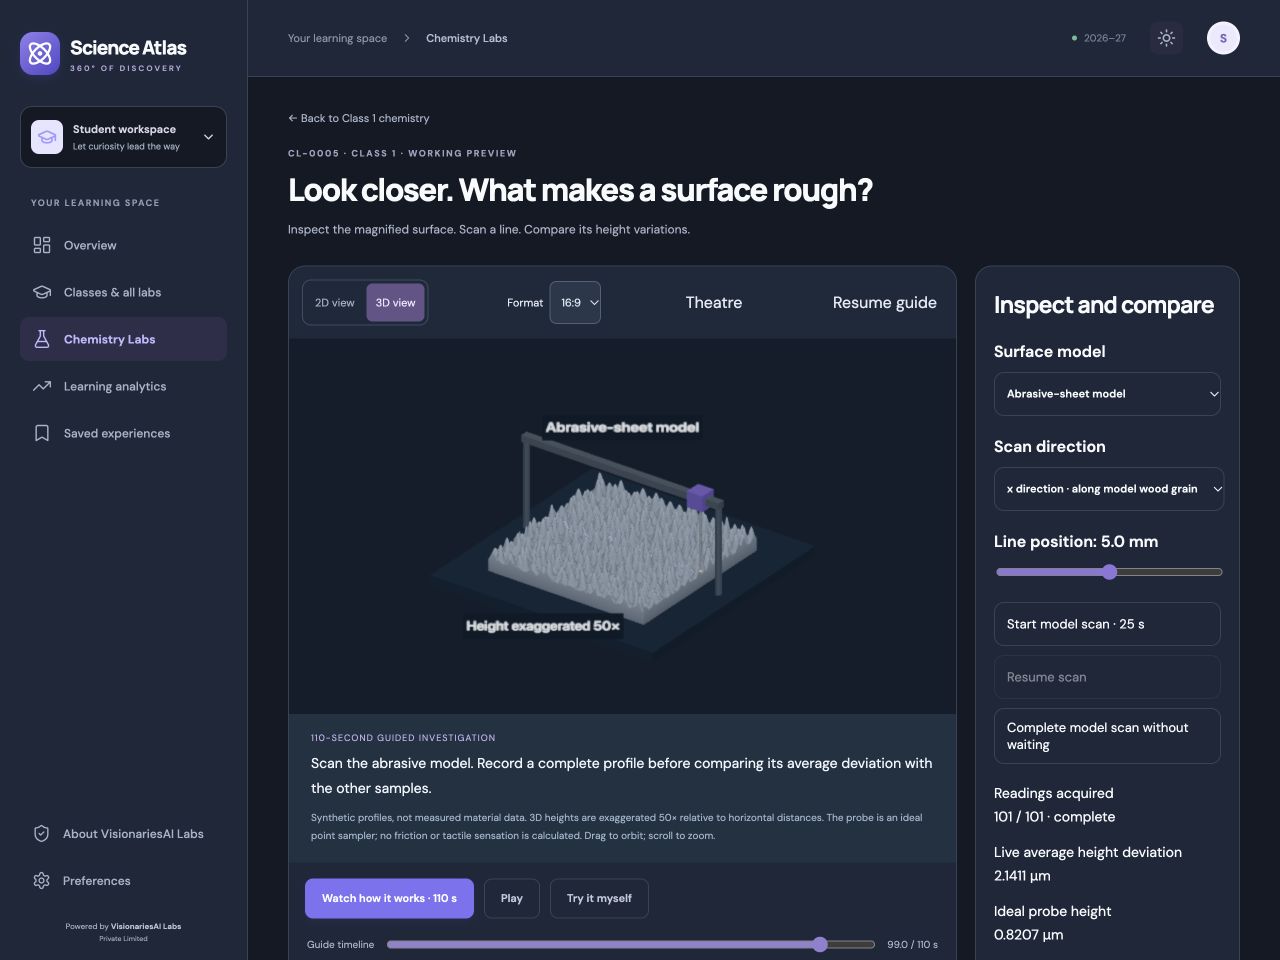 Science Atlas
360° OF DISCOVERY
Student workspace
Let curiosity lead the way
YOUR LEARNING SPACE
Overview
Classes & all labs
Chemistry Labs
Learning analytics
Saved experiences
About VisionariesAI Labs
Preferences
Powered by VisionariesAI Labs
Private Limited
Your learning space > Chemistry Labs
2026–27
S
← Back to Class 1 chemistry
CL-0005 · CLASS 1 · WORKING PREVIEW
Look closer. What makes a surface rough?
Inspect the magnified surface. Scan a line. Compare its height variations.
2D view
3D view
Format
16:9
Theatre
Resume guide
Abrasive-sheet model
Height exaggerated 50×
110-SECOND GUIDED INVESTIGATION
Scan the abrasive model. Record a complete profile before comparing its average deviation with
the other samples.
Synthetic profiles, not measured material data. 3D heights are exaggerated 50× relative to horizontal distances. The probe is an ideal
point sampler; no friction or tactile sensation is calculated. Drag to orbit; scroll to zoom.
Watch how it works · 110 s
Play
Try it myself
Guide timeline
99.0 / 110 s
Inspect and compare
Surface model
Abrasive-sheet model
Scan direction
x direction · along model wood grain
Line position: 5.0 mm
Start model scan · 25 s
Resume scan
Complete model scan without
waiting
Readings acquired
101 / 101 · complete
Live average height deviation
2.1411 µm
Ideal probe height
0.8207 µm